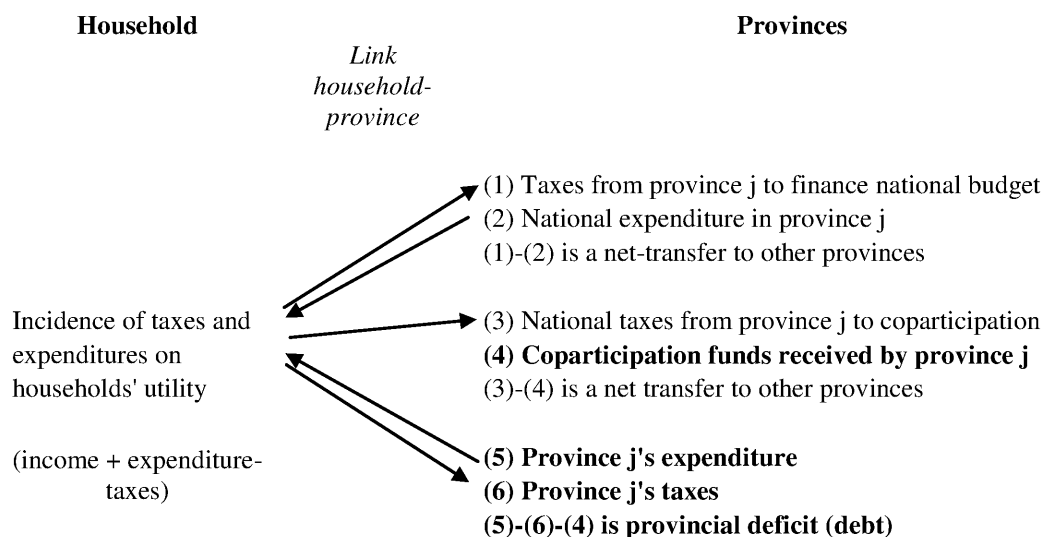 Household
Provinces
Link
household-
province
(1) Taxes from province j to finance national budget
(2) National expenditure in province j
(1)-(2) is a net-transfer to other provinces
Incidence of taxes and
expenditures on
households' utility
(3) National taxes from province j to coparticipation
(4) Coparticipation funds received by province j
(3)-(4) is a net transfer to other provinces
(income + expenditure-
taxes)
(5) Province j's expenditure
(6) Province j's taxes
(5)-(6)-(4) is provincial deficit (debt)